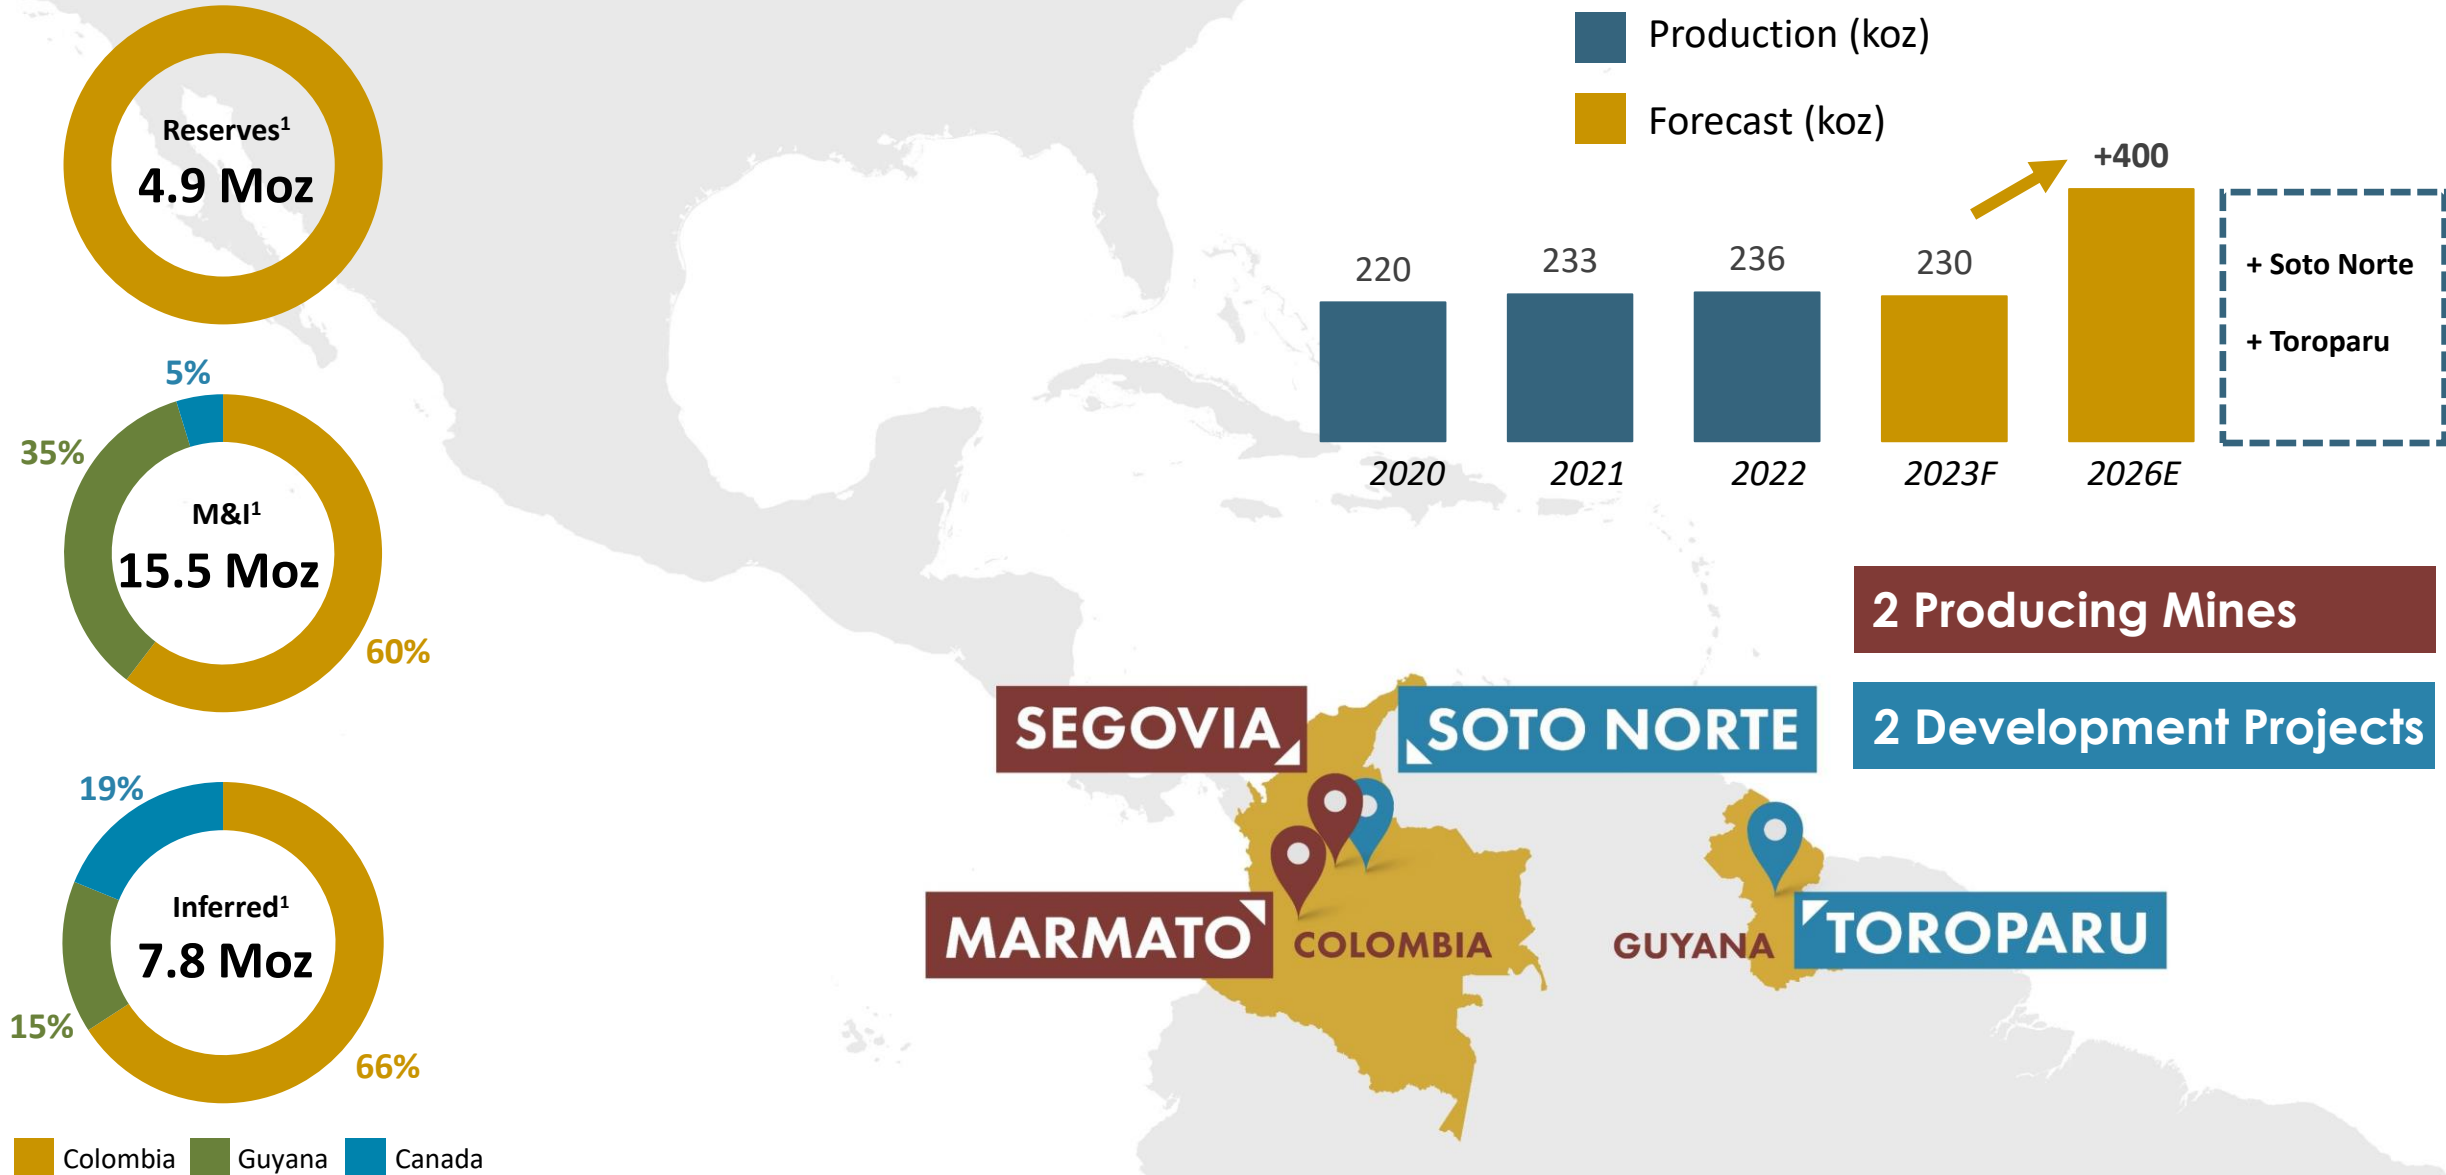 Reserves¹
4.9 Moz
5%
35%
M&I¹
15.5 Moz
60%
19%
Inferred¹
7.8 Moz
15%
66%
Colombia
Guyana
Canada
Production (koz)
Forecast (koz)
220
233
236
230
+400
2020
2021
2022
2023F
2026E
+ Soto Norte
+ Toroparu
2 Producing Mines
2 Development Projects
SEGOVIA
SOTO NORTE
MARMATO
COLOMBIA
GUYANA
TOROPARU